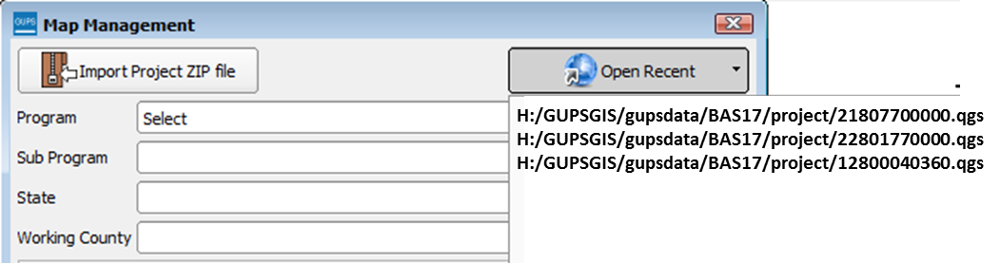 GUPS Map Management
Import Project ZIP file
Open Recent
Program
Select
H:/GUPSGIS/gupsdata/BAS17/project/21807700000.qgs
H:/GUPSGIS/gupsdata/BAS17/project/22801770000.qgs
H:/GUPSGIS/gupsdata/BAS17/project/12800040360.qgs
Sub Program
State
Working County